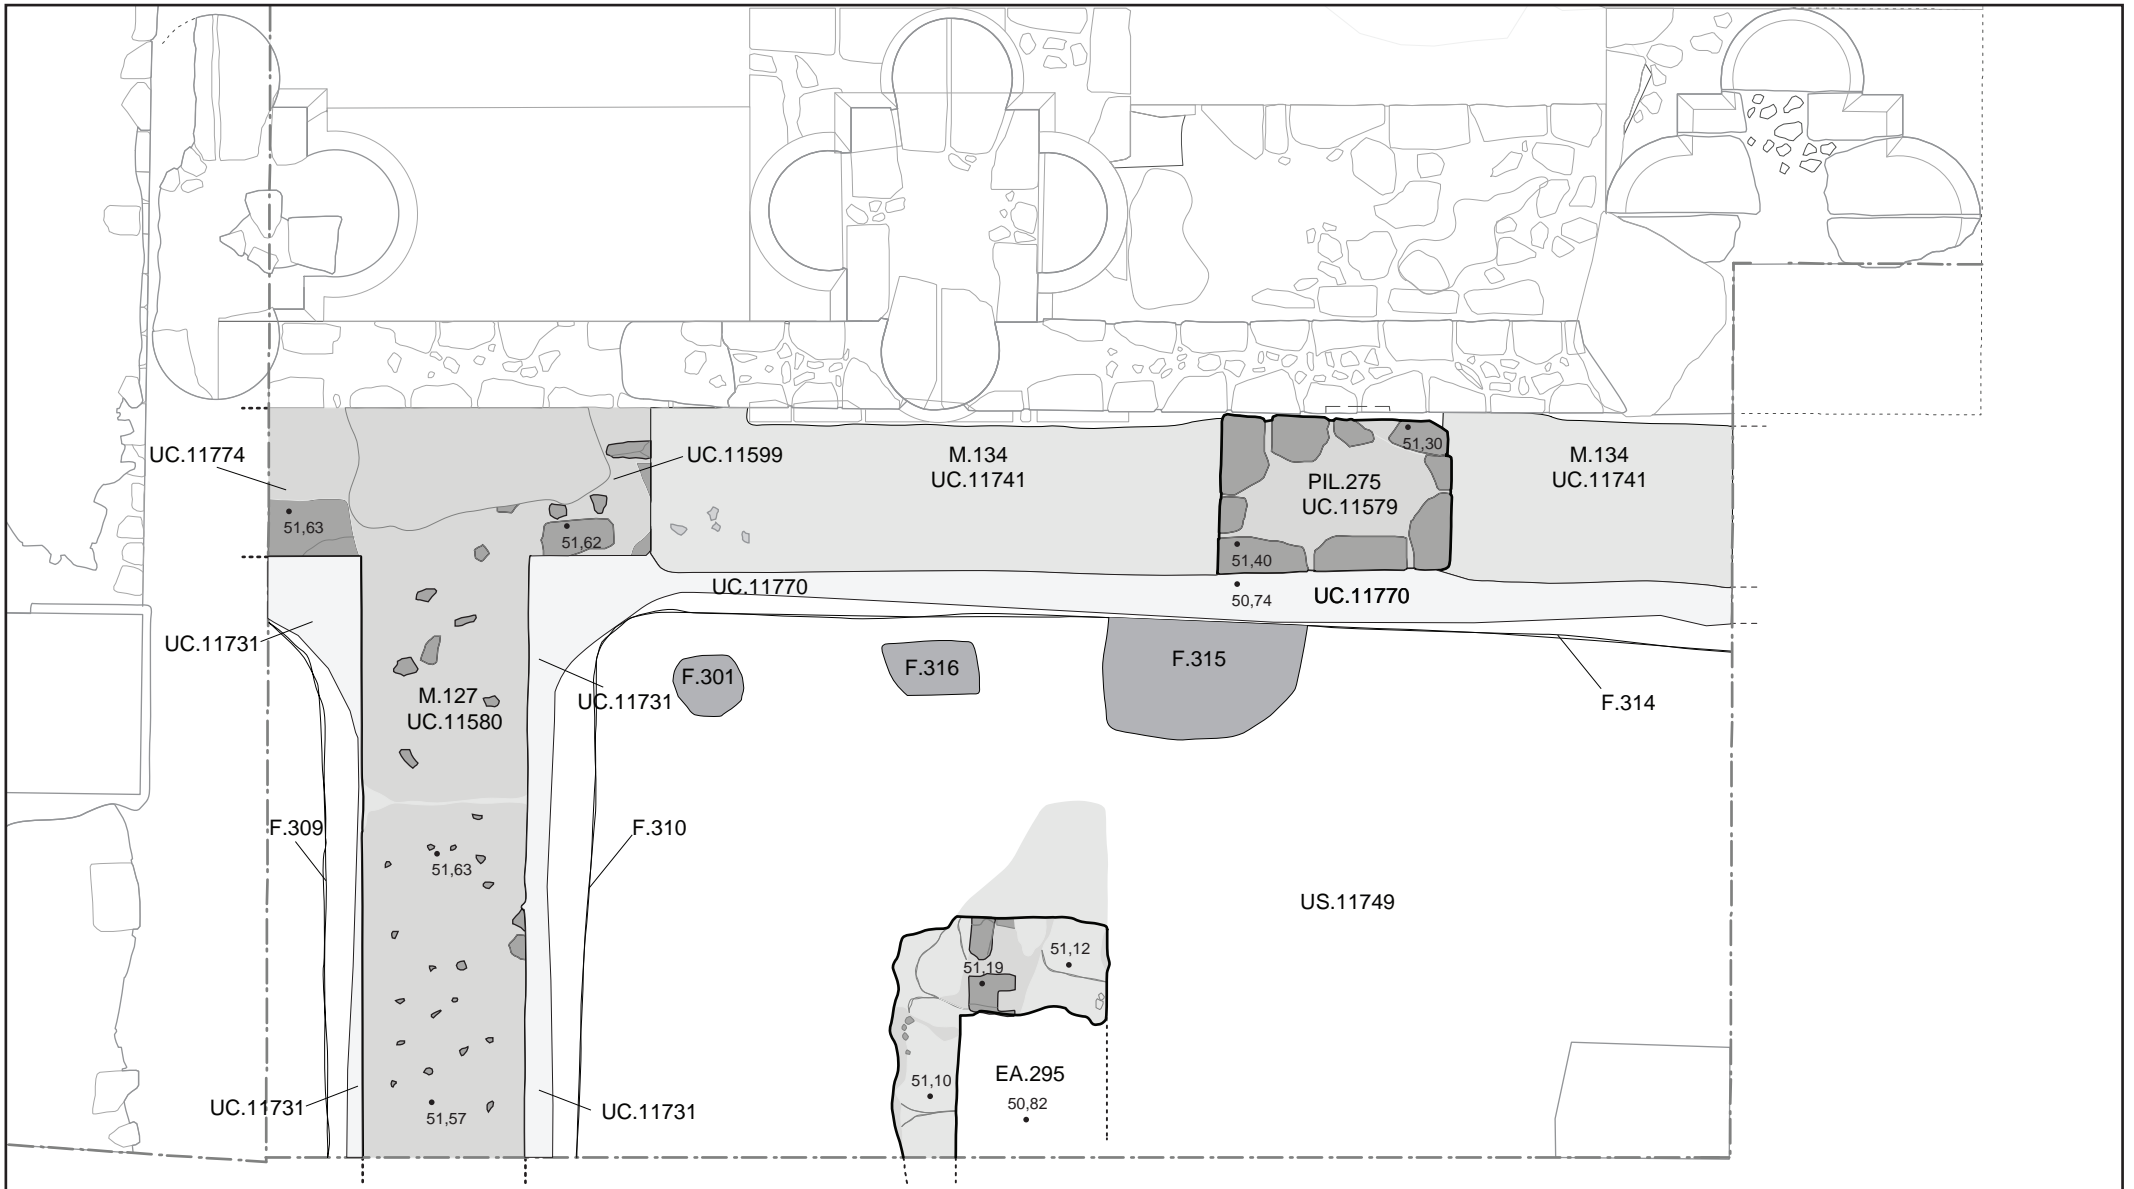 UC.11774
UC.11599
M.134
UC.11741
51,30
PIL.275
UC.11579
M.134
UC.11741
51,63
51,62
51,40
UC.11770
50,74
UC.11770
UC.11731
F.301
F.316
F.315
M.127
UC.11580
UC.11731
F.314
F.309
F.310
51,63
US.11749
51,12
51,19
51,10
EA.295
50,82
UC.11731
51,57
UC.11731